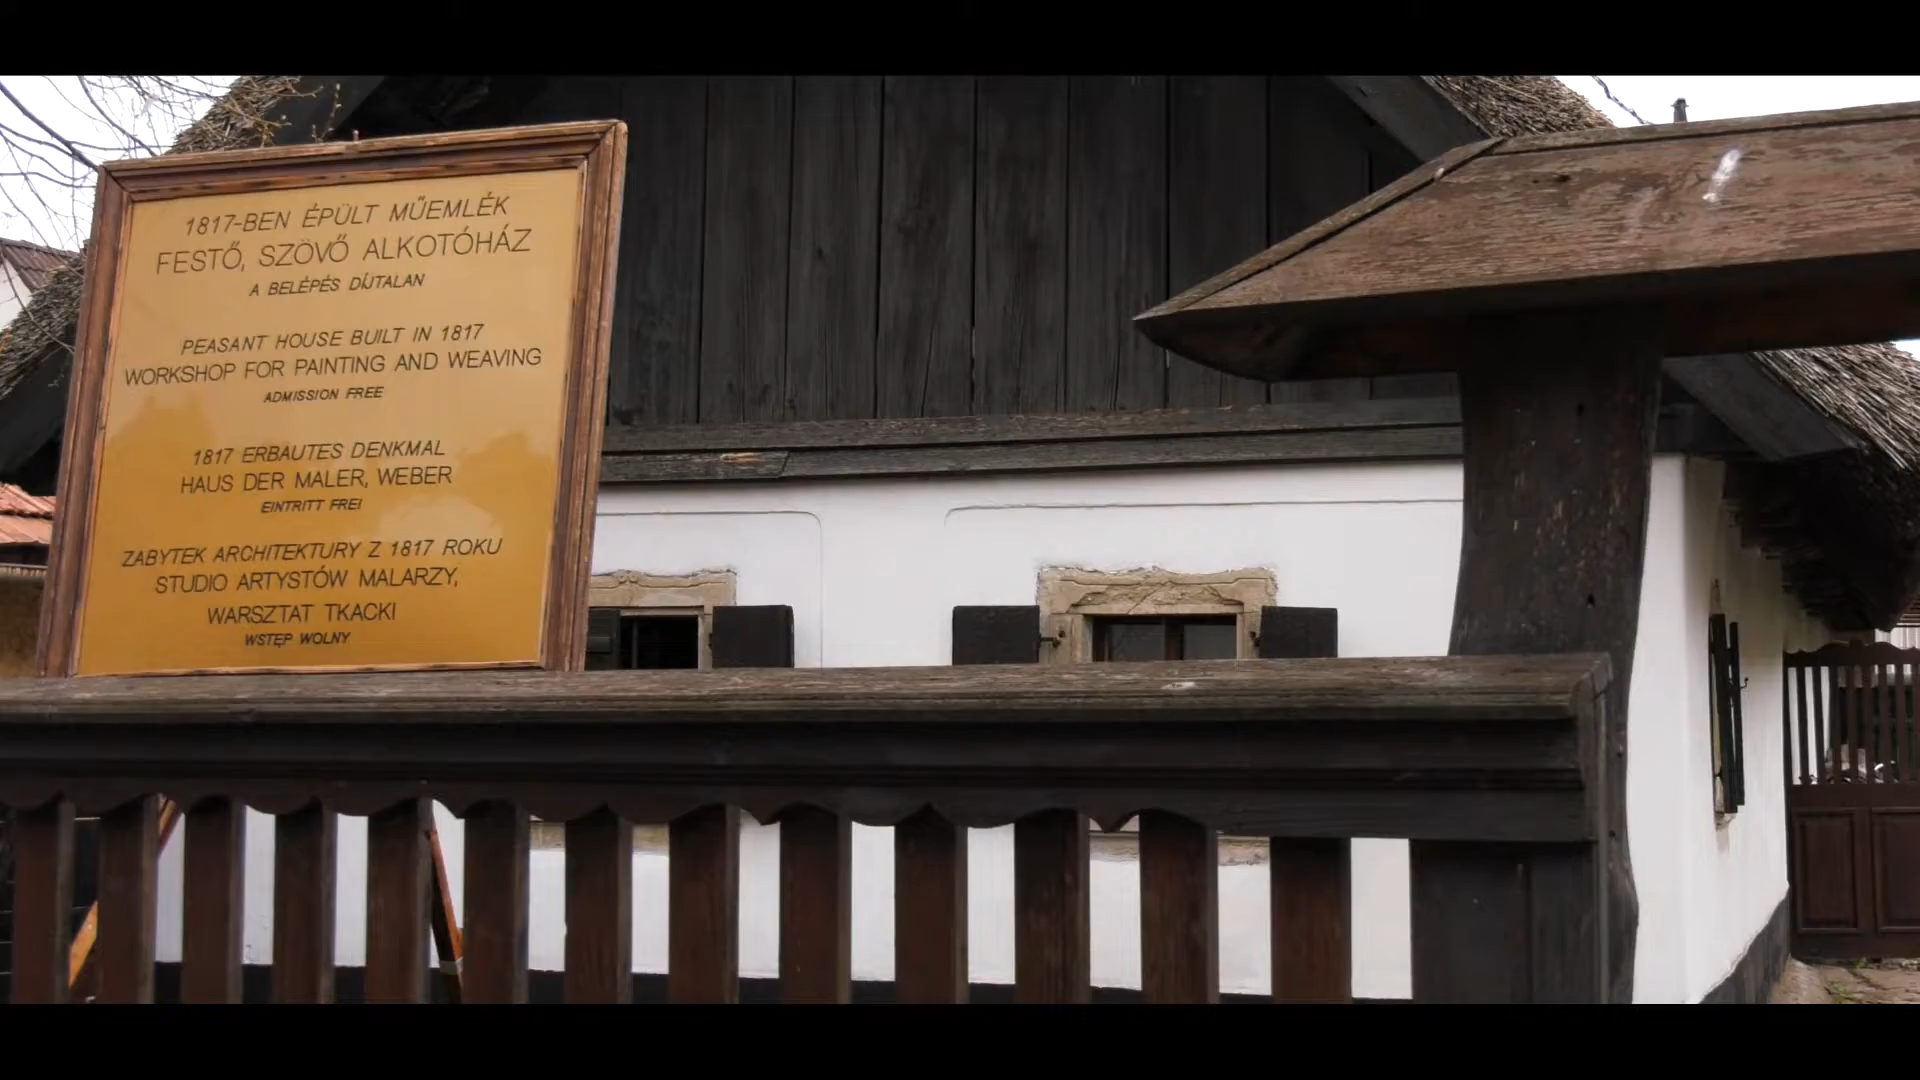 1817-BEN ÉPÜLT MŰEMLÉK
FESTŐ, SZÖVŐ ALKOTÓHÁZ
A BELÉPÉS DÍJTALAN
PEASANT HOUSE BUILT IN 1817
WORKSHOP FOR PAINTING AND WEAVING
ADMISSION FREE
1817 ERBAUTES DENKMAL
HAUS DER MALER, WEBER
EINTRITT FREI
ZABYTEK ARCHITEKTURY Z 1817 ROKU
STUDIO ARTYSTÓW MALARZY,
WARSZTAT TKACKI
WSTĘP WOLNY